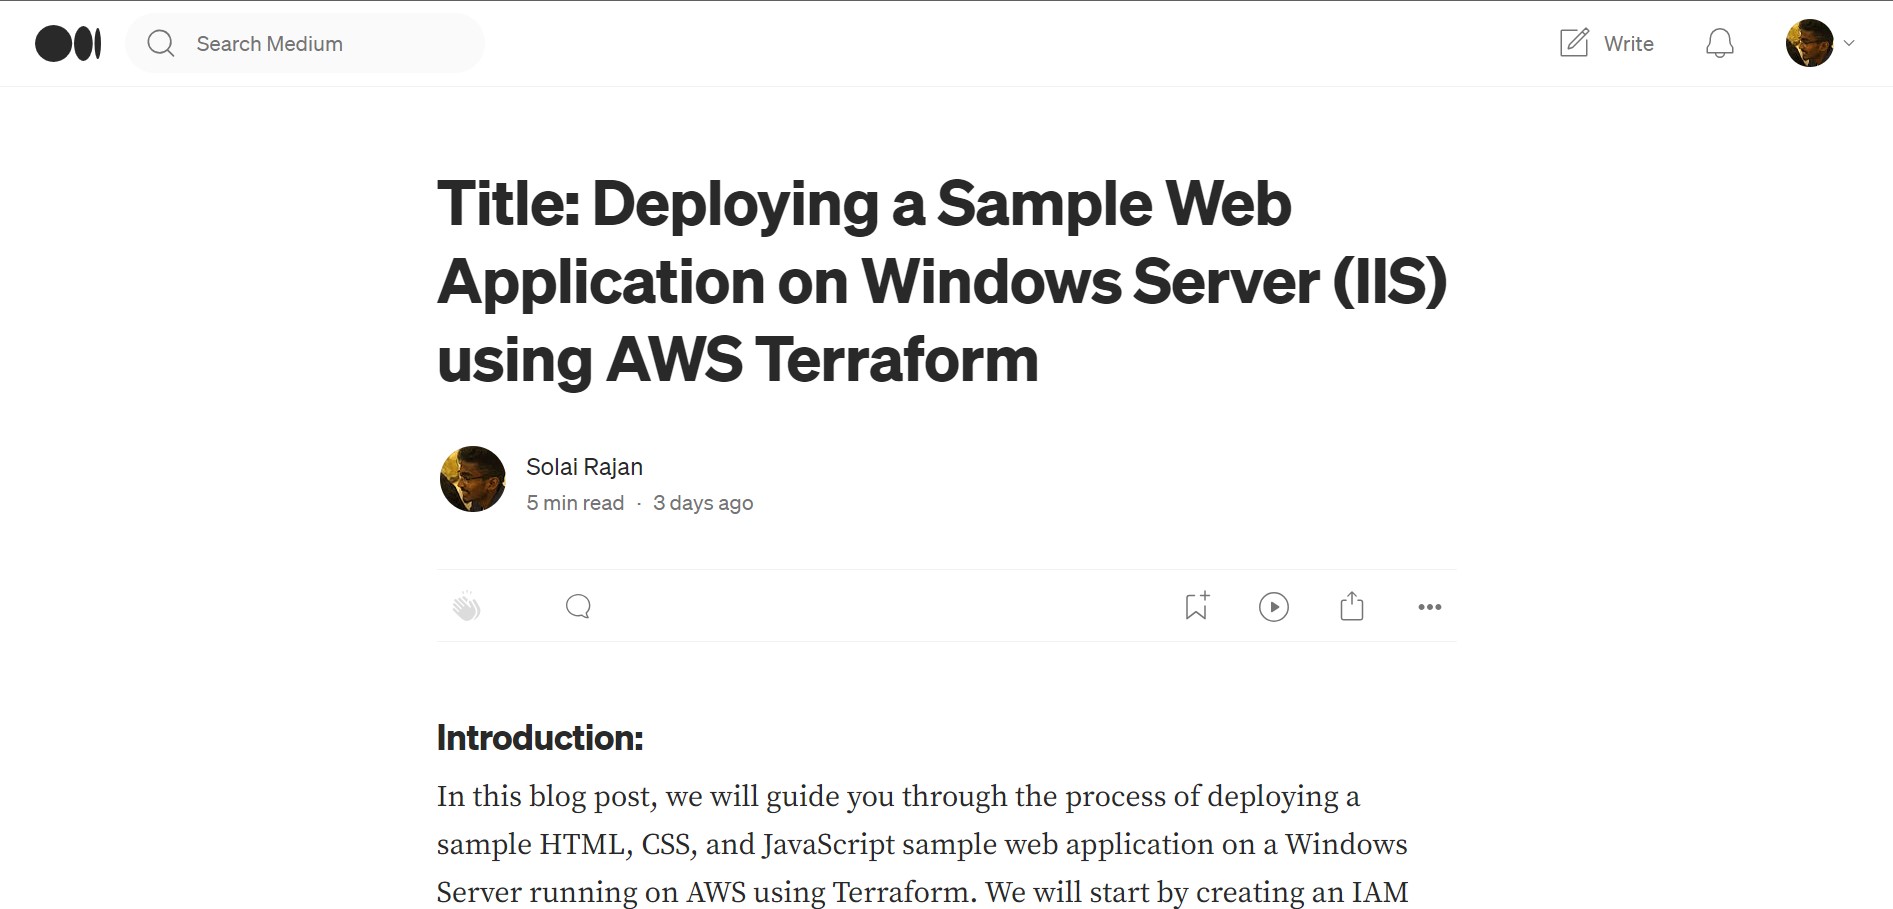 Search Medium
Write
Title: Deploying a Sample Web
Application on Windows Server (IIS)
using AWS Terraform
Solai Rajan
5 min read · 3 days ago
Introduction:
In this blog post, we will guide you through the process of deploying a
sample HTML, CSS, and JavaScript sample web application on a Windows
Server running on AWS using Terraform. We will start by creating an IAM